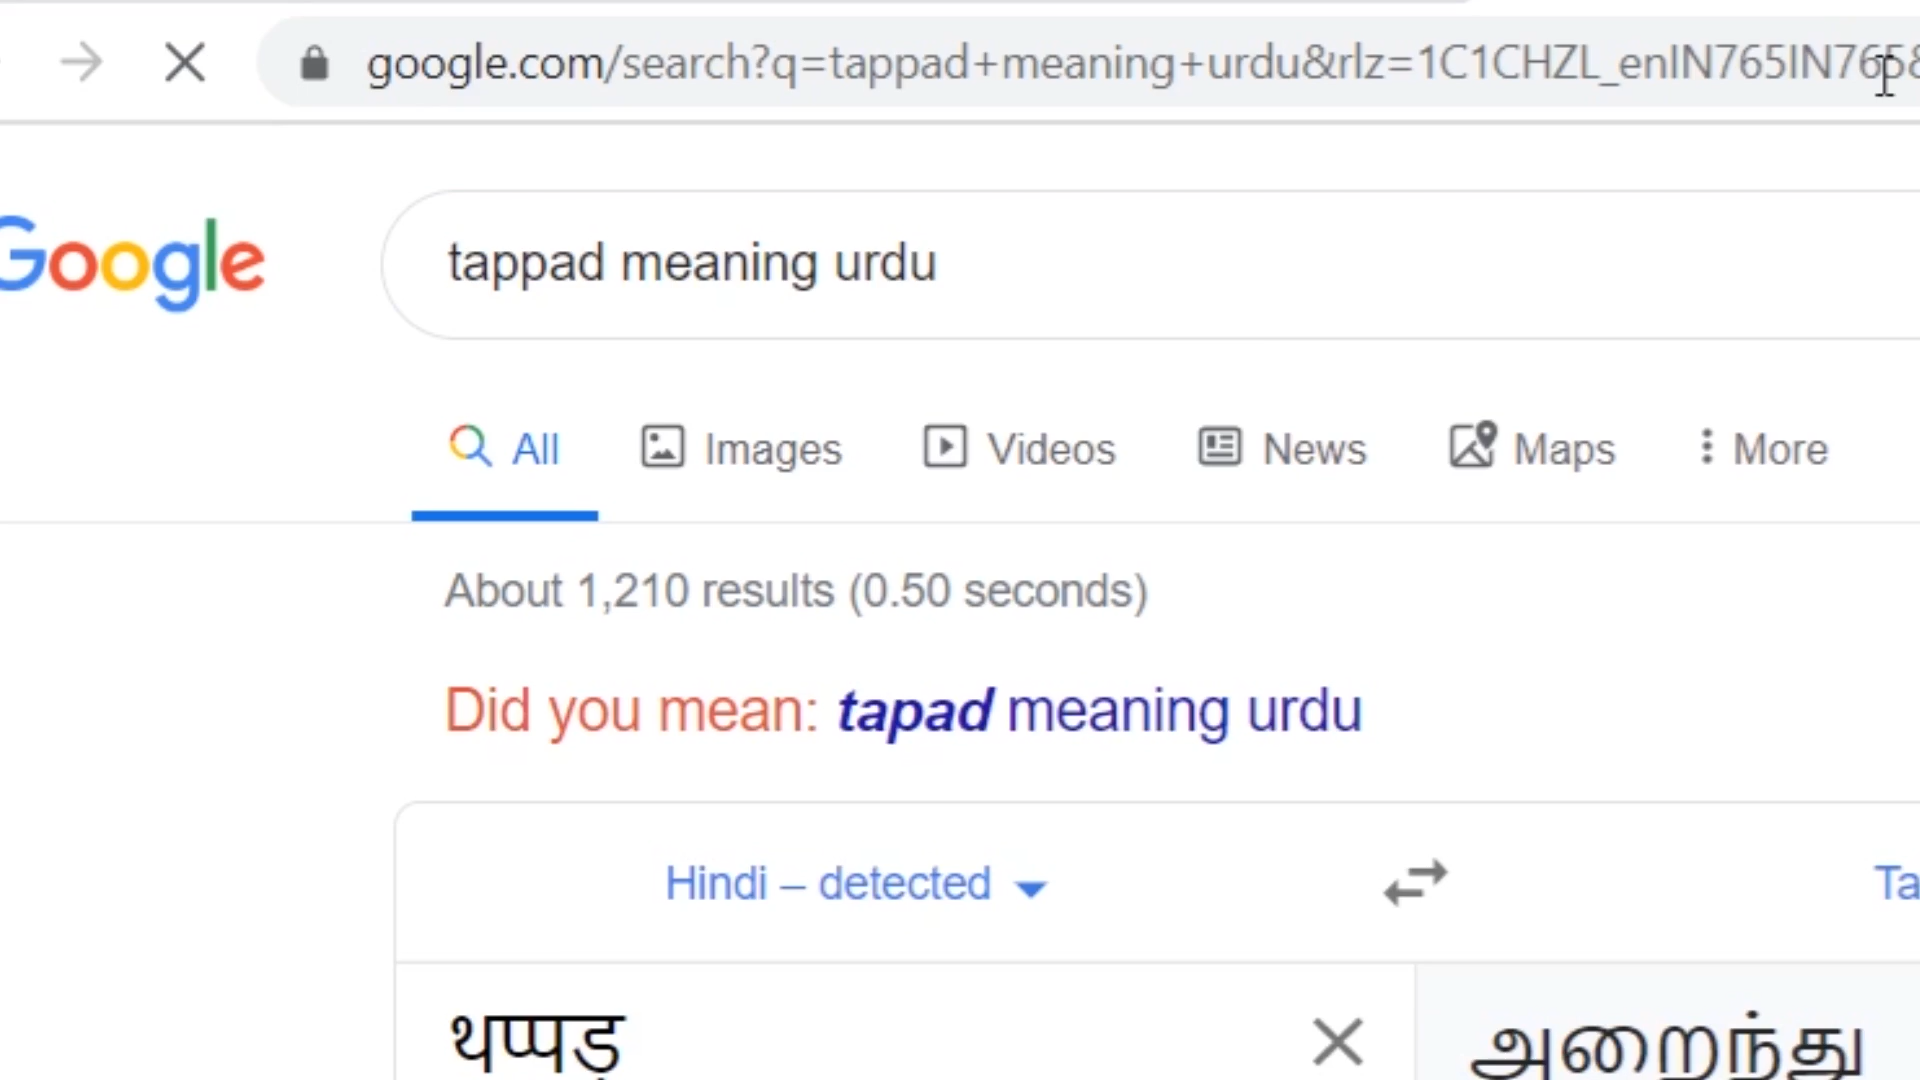 google.com/search?q=tappad+meaning+urdu&rlz=1C1CHZL_enIN765IN765
Google
tappad meaning urdu
All Images Videos News Maps More
About 1,210 results (0.50 seconds)
Did you mean: tapad meaning urdu
Hindi – detected
थप्पड़
அறைந்து